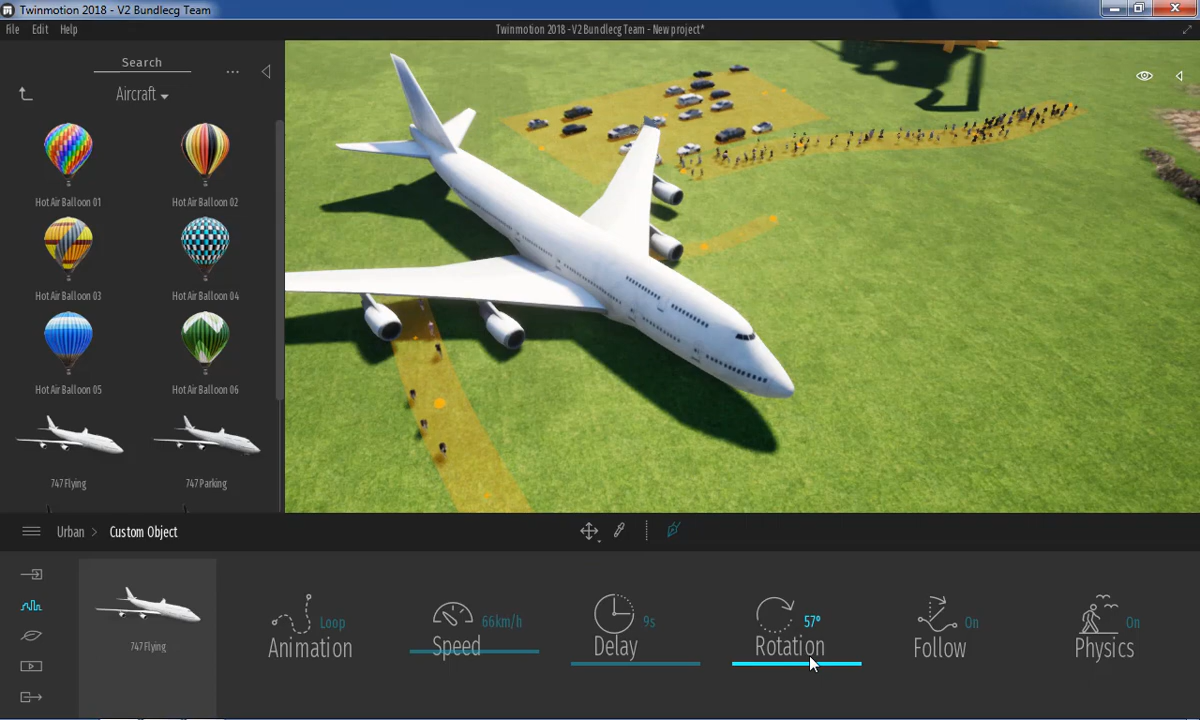 Twinmotion 2018 - V2 Bundlecg Team
File Edit Help
Twinmotion 2018 - V2 Bundlecg Team - New project*
Search
...
Aircraft
Hot Air Balloon 01
Hot Air Balloon 02
Hot Air Balloon 03
Hot Air Balloon 04
Hot Air Balloon 05
Hot Air Balloon 06
747 Flying
747 Parking
Urban > Custom Object
747 Flying
Loop
Animation
66km/h
Speed
9s
Delay
57°
Rotation
On
Follow
On
Physics